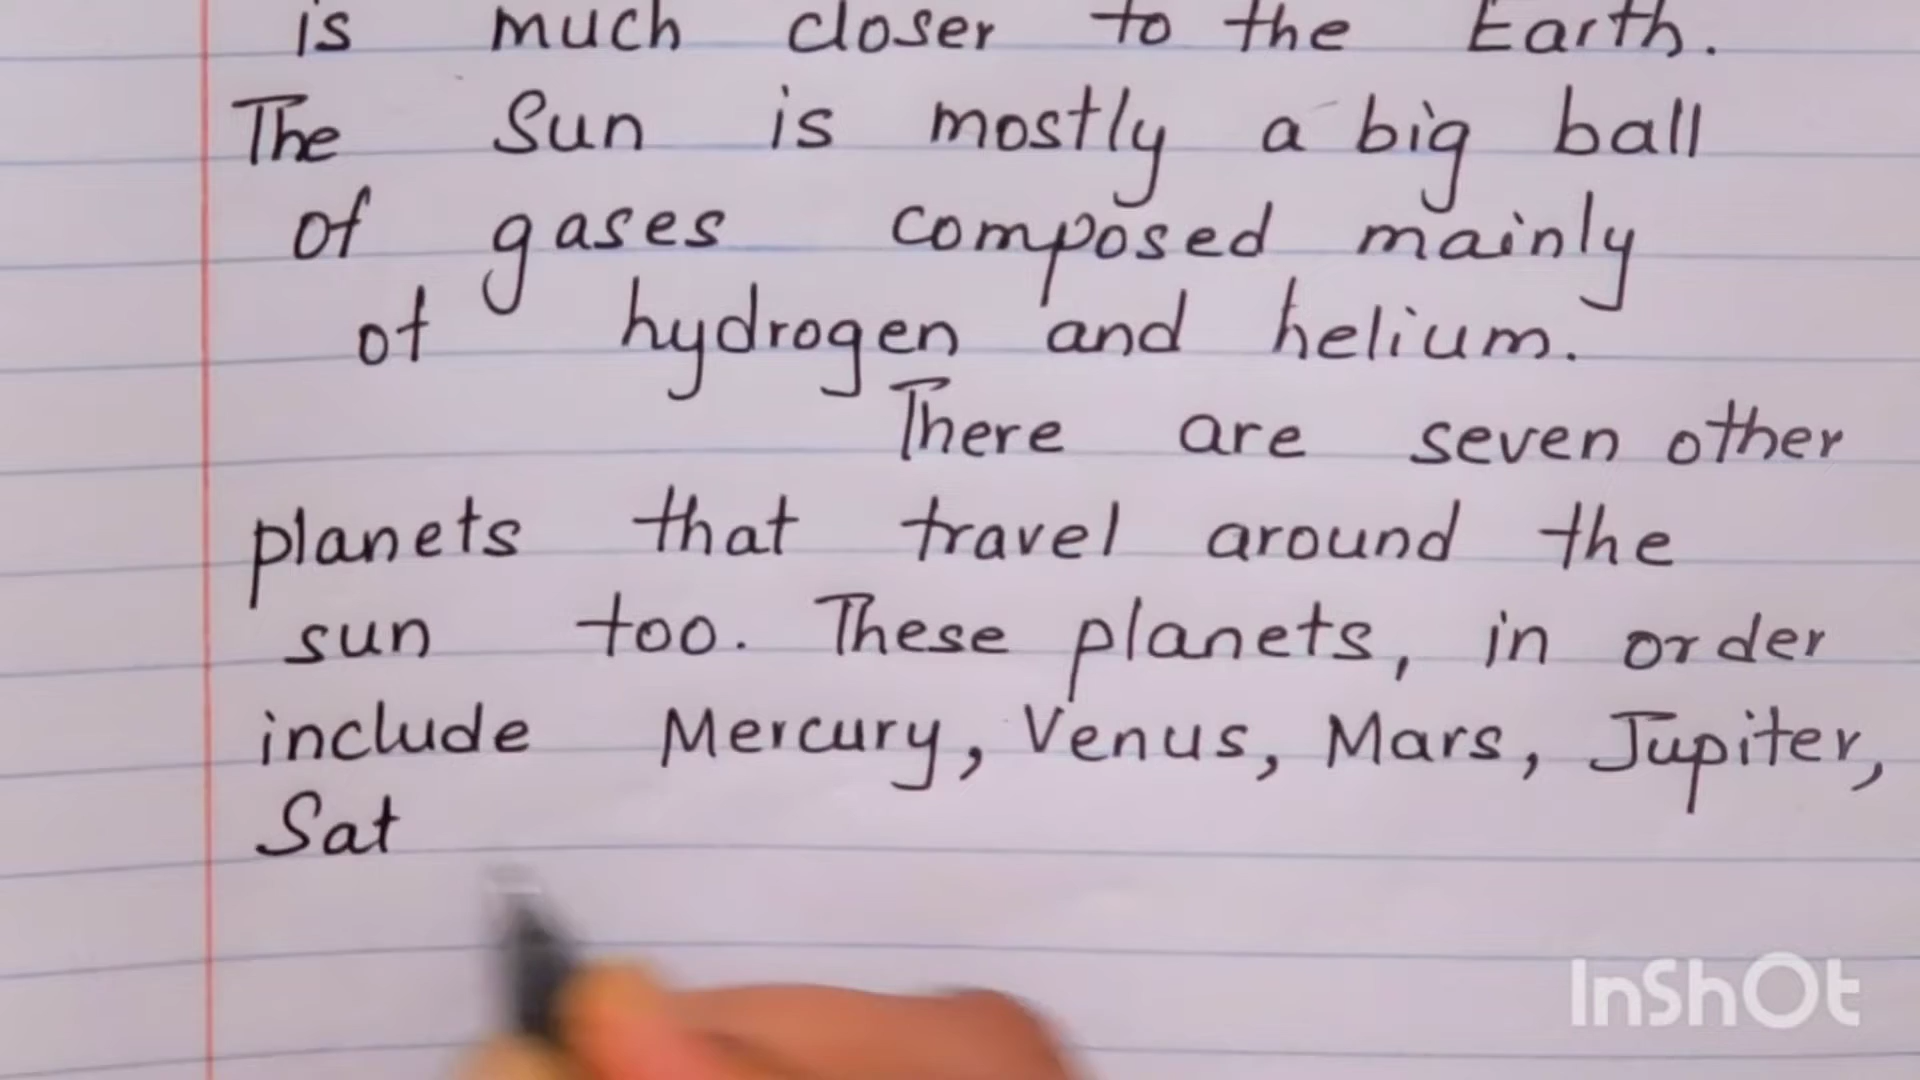 is much closer to the Earth.
The Sun is mostly a big ball
of gases composed mainly
of hydrogen and helium.
There are seven other
planets that travel around the
sun too. These planets, in order
include Mercury, Venus, Mars, Jupiter,
Sat
InShOt